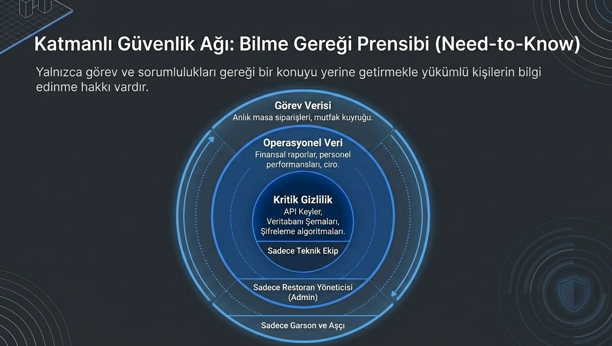 Katmanlı Güvenlik Ağı: Bilme Gereği Prensibi (Need-to-Know)
Yalnızca görev ve sorumlulukları gereği bir konuyu yerine getirmekle yükümlü kişilerin bilgi
edinme hakkı vardır.
Görev Verisi
Anlık masa siparişleri, mutfak kuyruğu.
Operasyonel Veri
Finansal raporlar, personel
performansları, ciro.
Kritik Gizlilik
API Keyler,
Veritabanı Şemaları,
Şifreleme algoritmaları.
Sadece Teknik Ekip
Sadece Restoran Yöneticisi
(Admin)
Sadece Garson ve Aşçı